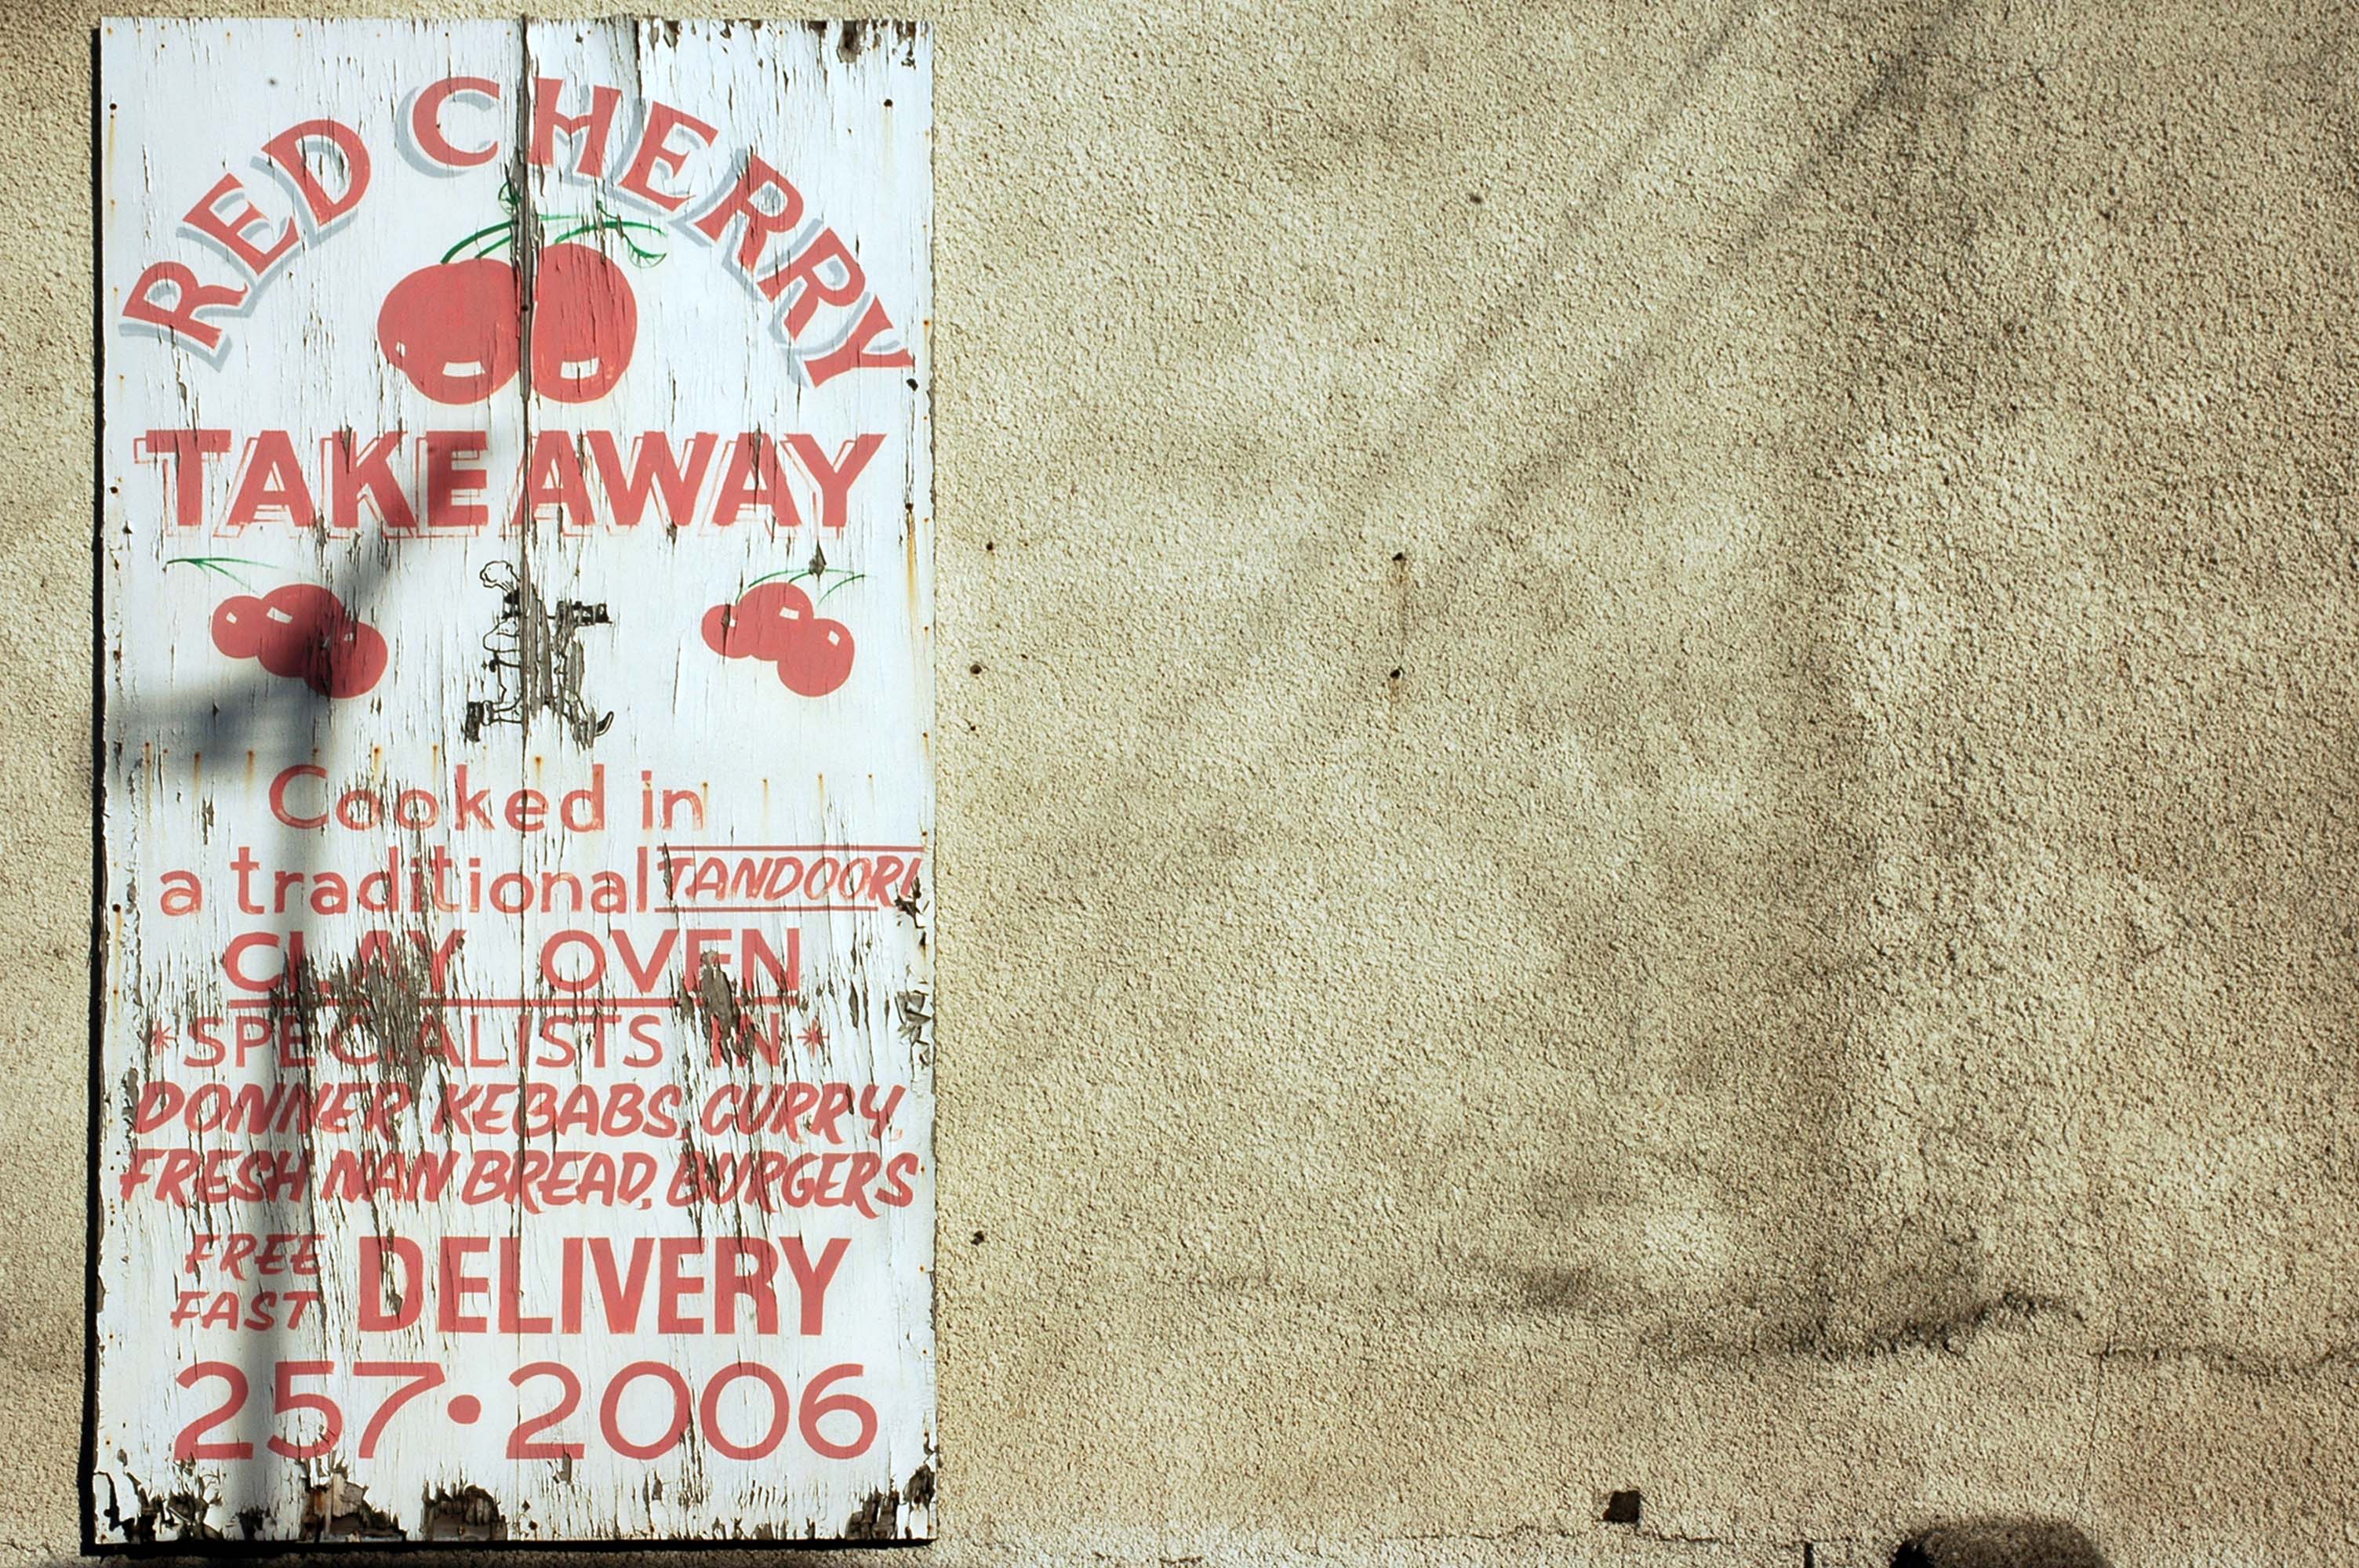 RED CHERRY
TAKE AWAY
Cooked in
a traditional TANDOORI
CLAY OVEN
*SPECIALISTS IN*
DONNER KEBABS, CURRY,
FRESH NAN BREAD, BURGERS
FREE FAST DELIVERY
257•2006